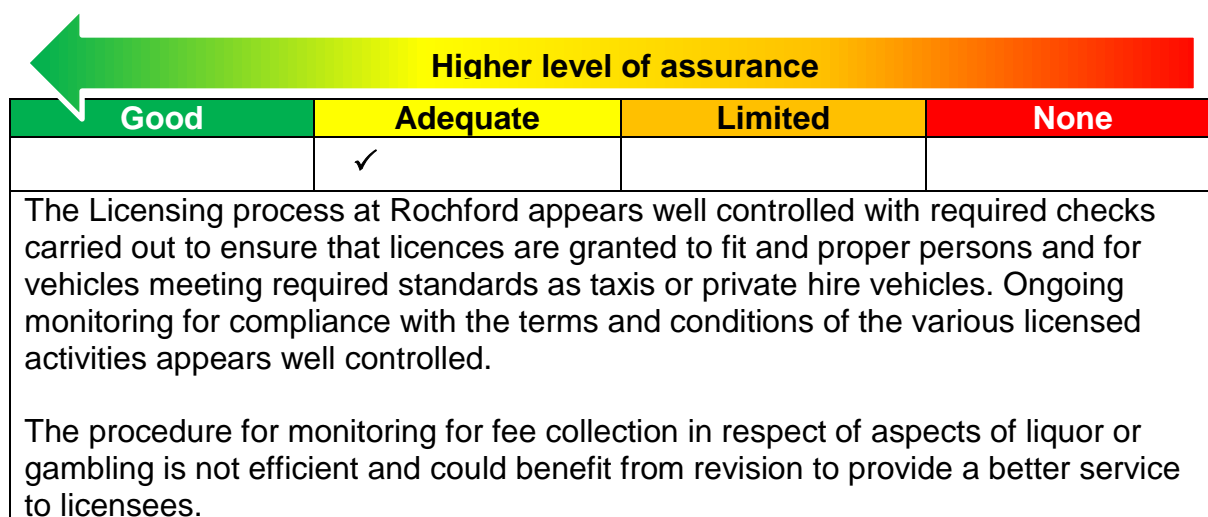 Higher level of assurance
Good Adequate Limited None
✓
The Licensing process at Rochford appears well controlled with required checks
carried out to ensure that licences are granted to fit and proper persons and for
vehicles meeting required standards as taxis or private hire vehicles. Ongoing
monitoring for compliance with the terms and conditions of the various licensed
activities appears well controlled.
The procedure for monitoring for fee collection in respect of aspects of liquor or
gambling is not efficient and could benefit from revision to provide a better service
to licensees.